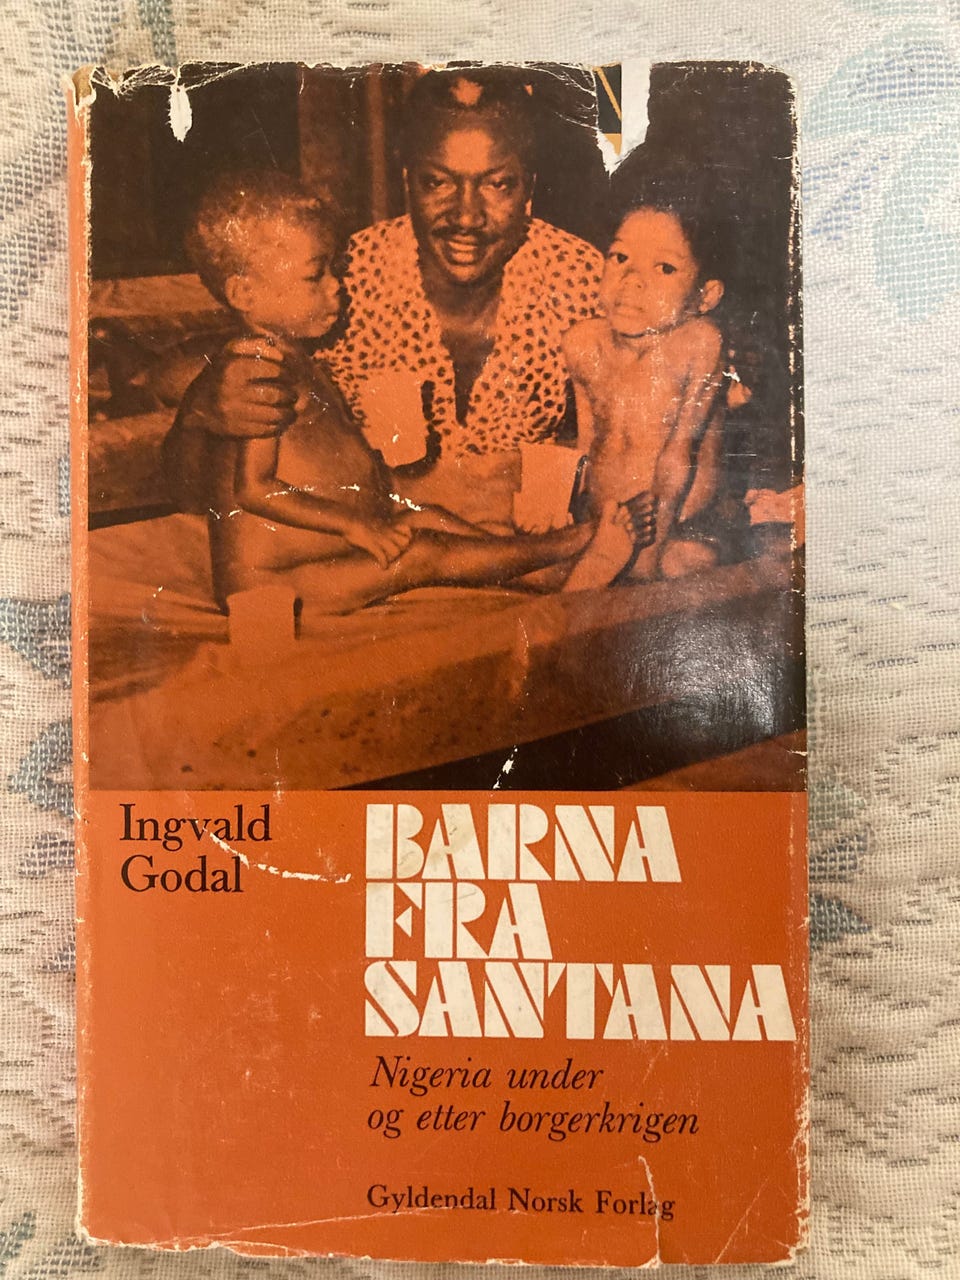 Ingvald
Godal
BARNA
FRA
SANTANA
Nigeria under
og etter borgerkrigen
Gyldendal Norsk Forlag